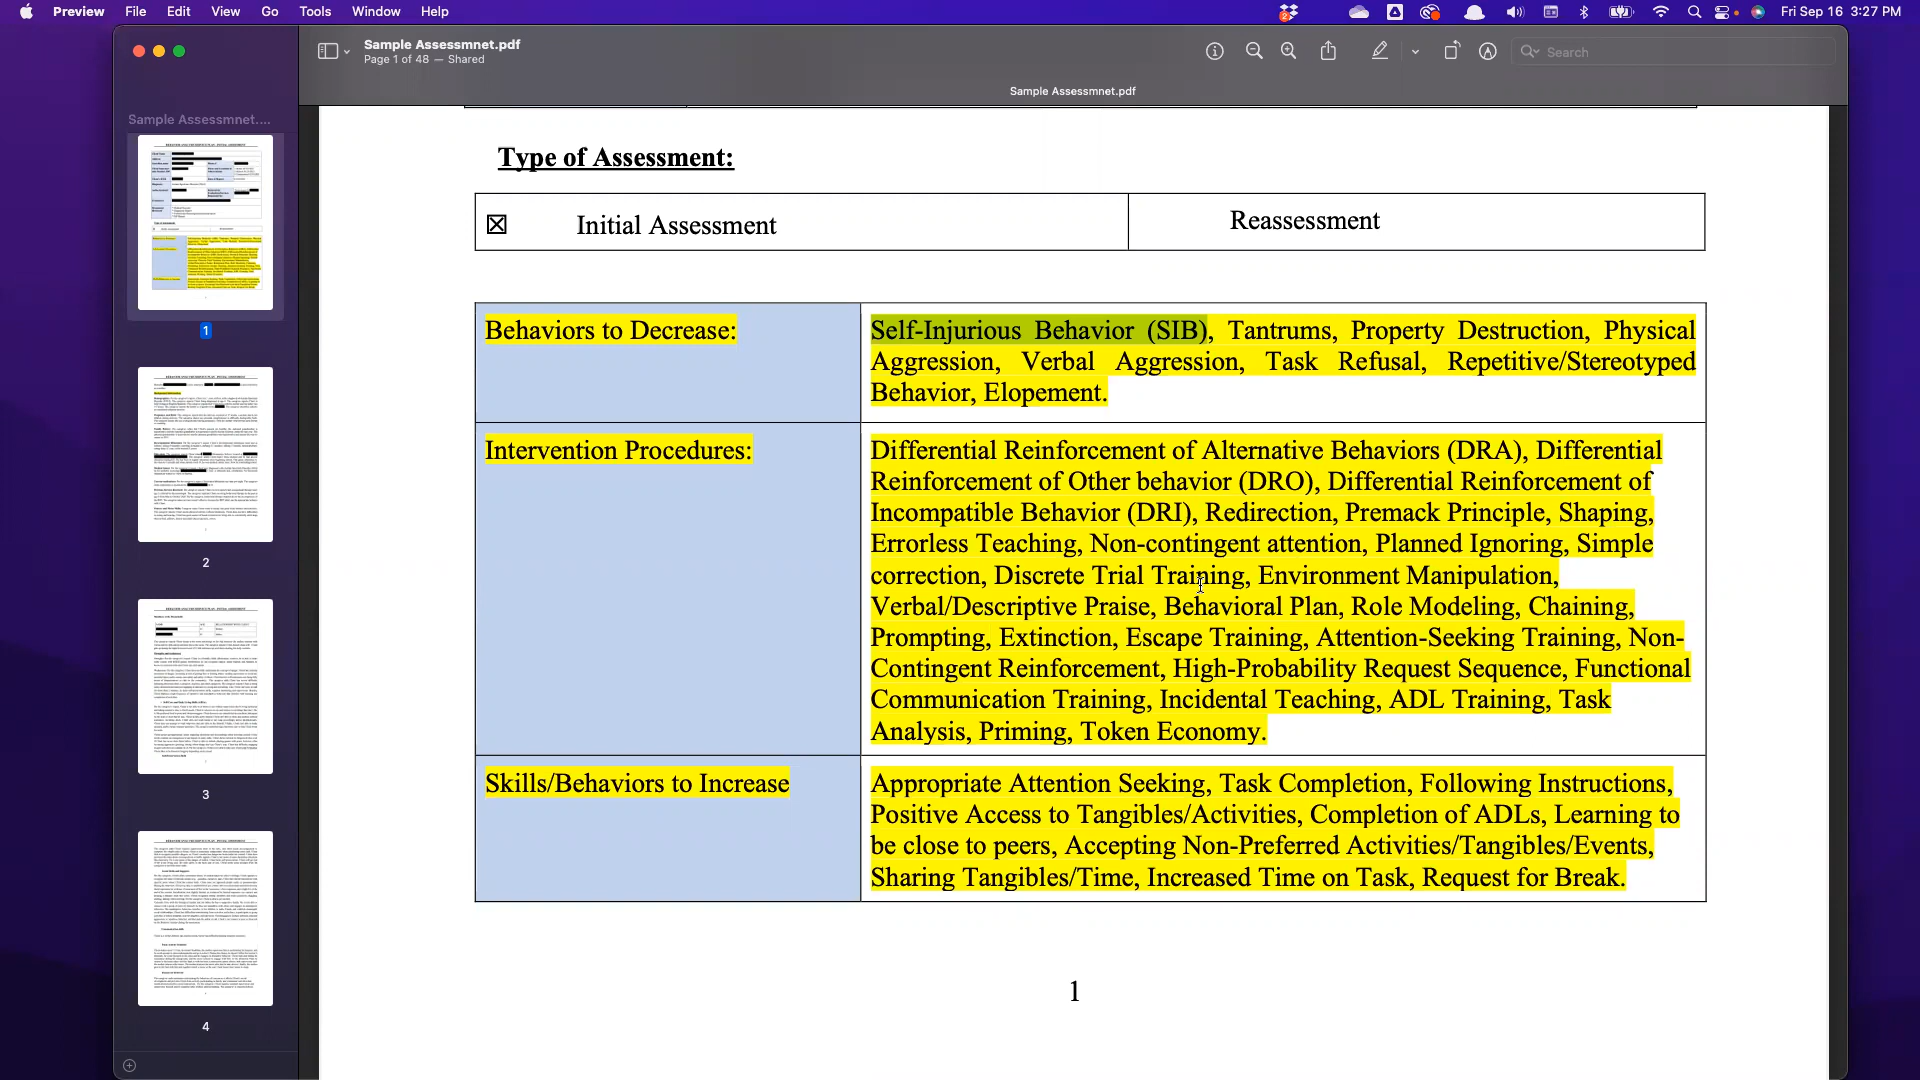 Preview File Edit View Go Tools Window Help
2
Fri Sep 16 3:27 PM
Sample Assessmnet.pdf
Page 1 of 48 — Shared
Search
Sample Assessmnet.pdf
Sample Assessmnet....
1
2
3
4
Type of Assessment:
☒ Initial Assessment
Reassessment
Behaviors to Decrease:
Self-Injurious Behavior (SIB), Tantrums, Property Destruction, Physical
Aggression, Verbal Aggression, Task Refusal, Repetitive/Stereotyped
Behavior, Elopement.
Intervention Procedures:
Differential Reinforcement of Alternative Behaviors (DRA), Differential
Reinforcement of Other behavior (DRO), Differential Reinforcement of
Incompatible Behavior (DRI), Redirection, Premack Principle, Shaping,
Errorless Teaching, Non-contingent attention, Planned Ignoring, Simple
correction, Discrete Trial Training, Environment Manipulation,
Verbal/Descriptive Praise, Behavioral Plan, Role Modeling, Chaining,
Prompting, Extinction, Escape Training, Attention-Seeking Training, Non-
Contingent Reinforcement, High-Probability Request Sequence, Functional
Communication Training, Incidental Teaching, ADL Training, Task
Analysis, Priming, Token Economy.
Skills/Behaviors to Increase
Appropriate Attention Seeking, Task Completion, Following Instructions,
Positive Access to Tangibles/Activities, Completion of ADLs, Learning to
be close to peers, Accepting Non-Preferred Activities/Tangibles/Events,
Sharing Tangibles/Time, Increased Time on Task, Request for Break.
1